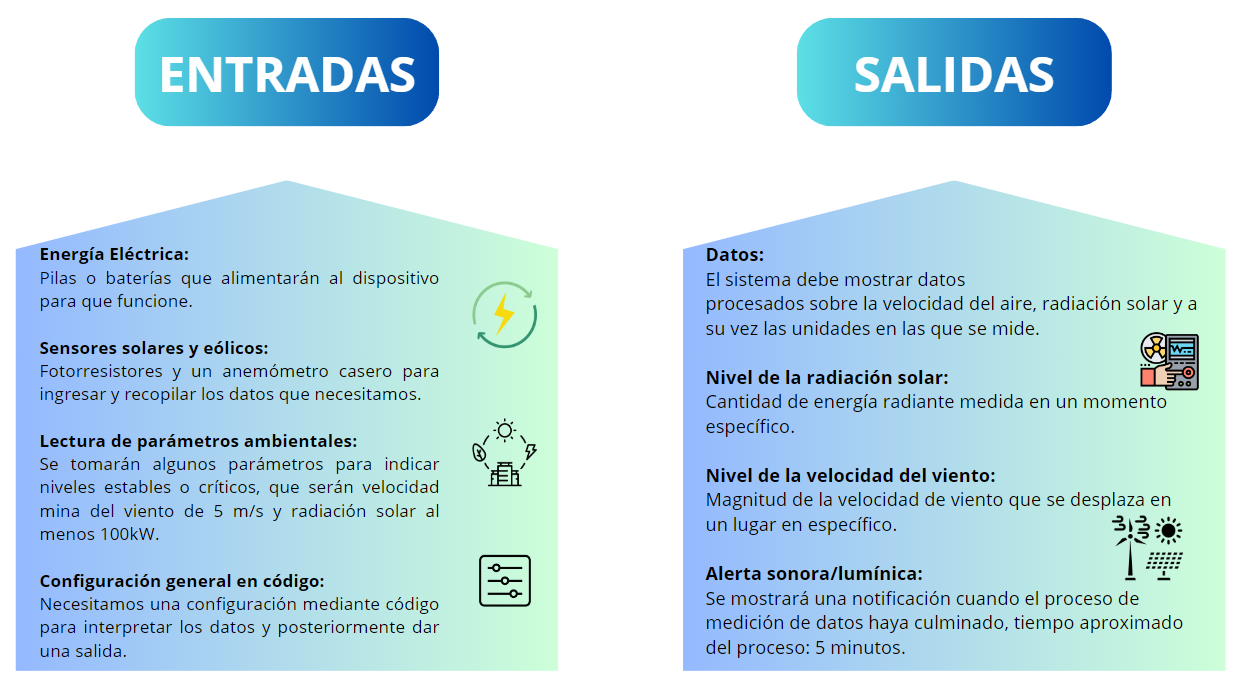 ENTRADAS
Energía Eléctrica:
Pilas o baterías que alimentarán al dispositivo
para que funcione.
Sensores solares y eólicos:
Fotorresistores y un anemómetro casero para
ingresar y recopilar los datos que necesitamos.
Lectura de parámetros ambientales:
Se tomarán algunos parámetros para indicar
niveles estables o críticos, que serán velocidad
mina del viento de 5 m/s y radiación solar al
menos 100kW.
Configuración general en código:
Necesitamos una configuración mediante código
para interpretar los datos y posteriormente dar
una salida.
SALIDAS
Datos:
El sistema debe mostrar datos
procesados sobre la velocidad del aire, radiación solar y a
su vez las unidades en las que se mide.
Nivel de la radiación solar:
Cantidad de energía radiante medida en un momento
específico.
Nivel de la velocidad del viento:
Magnitud de la velocidad de viento que se desplaza en
un lugar en específico.
Alerta sonora/lumínica:
Se mostrará una notificación cuando el proceso de
medición de datos haya culminado, tiempo aproximado
del proceso: 5 minutos.